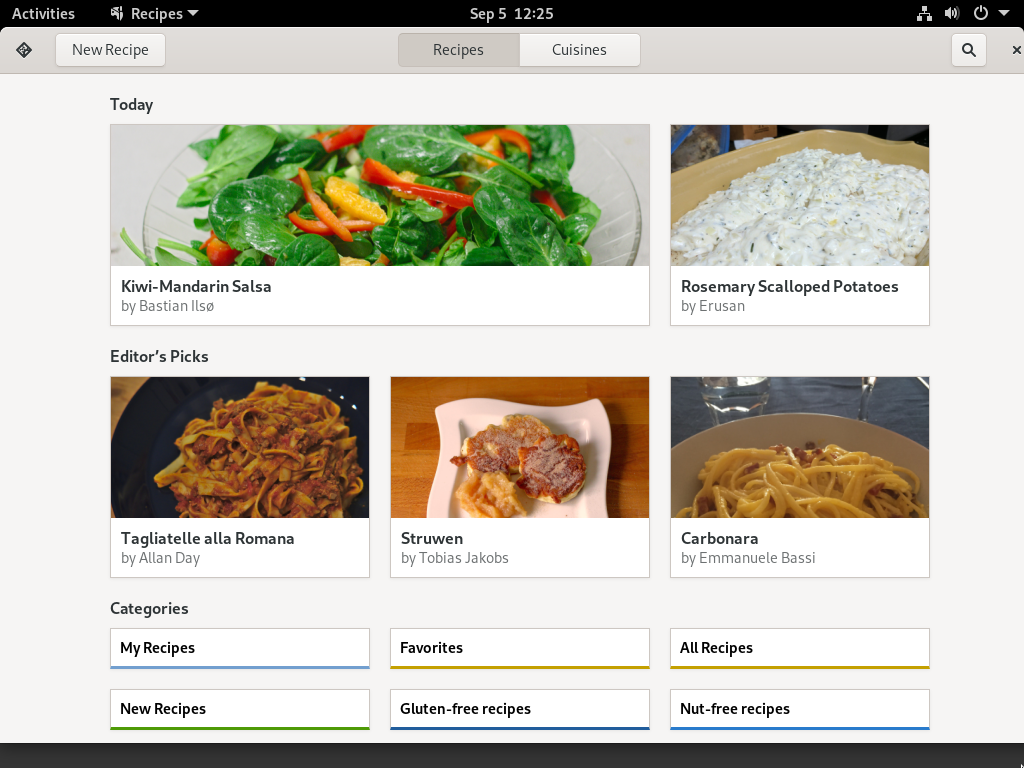 Activities Recipes Sep 5 12:25
New Recipe Recipes Cuisines
Today
Kiwi-Mandarin Salsa
by Bastian Ilsø
Rosemary Scalloped Potatoes
by Erusan
Editor’s Picks
Tagliatelle alla Romana
by Allan Day
Struwen
by Tobias Jakobs
Carbonara
by Emmanuele Bassi
Categories
My Recipes
Favorites
All Recipes
New Recipes
Gluten-free recipes
Nut-free recipes